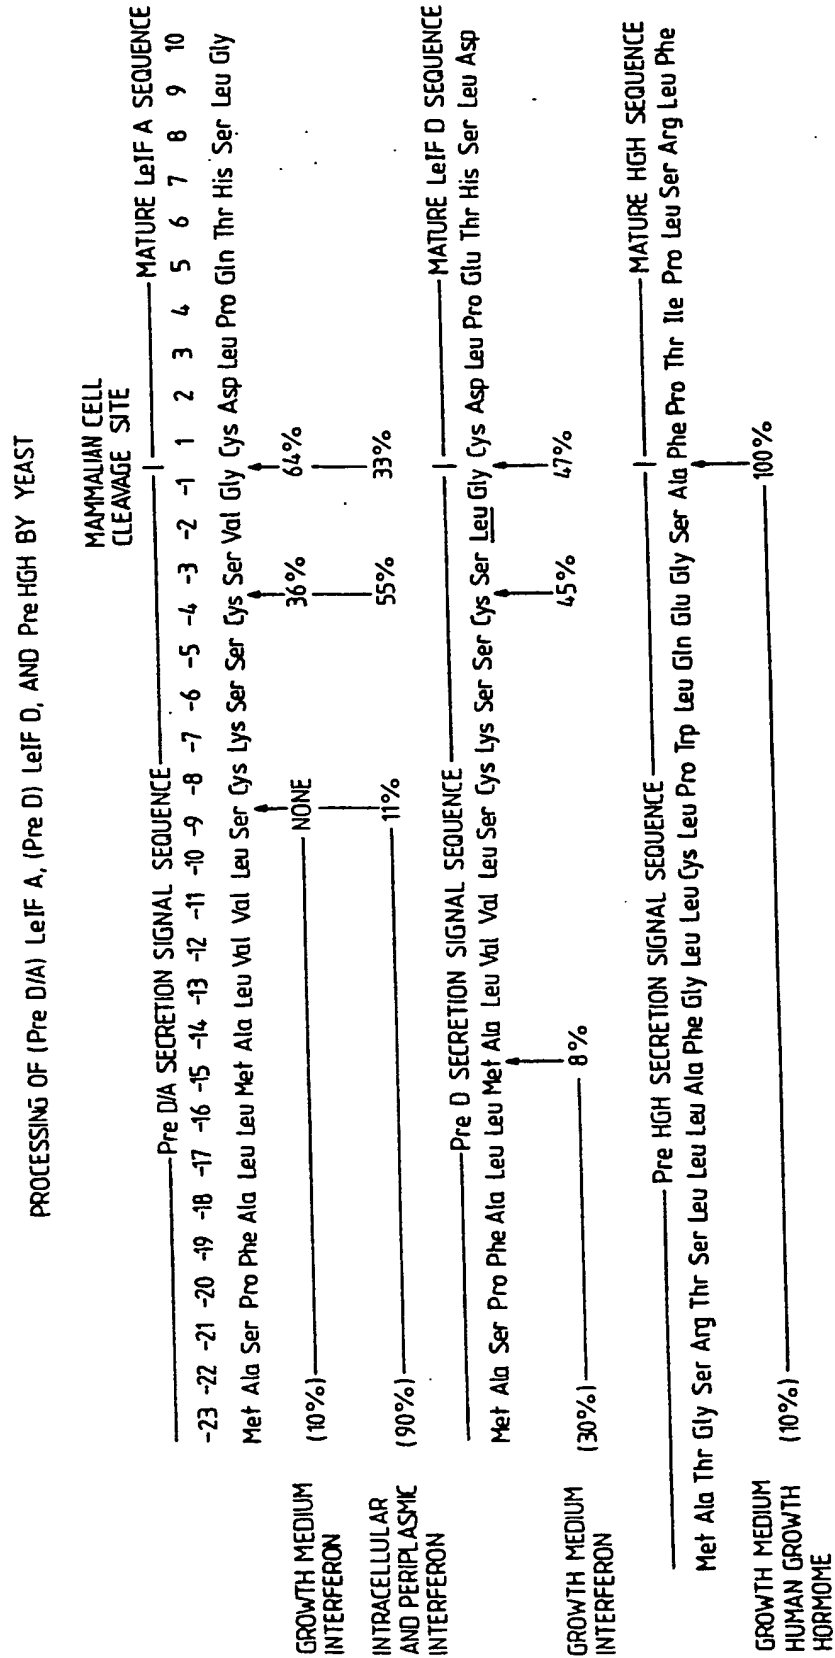 PROCESSING OF (Pre D/A) LeIF A, (Pre D) LeIF D, AND Pre HGH BY YEAST
MAMMALIAN CELL
CLEAVAGE SITE
Pre D/A SECRETION SIGNAL SEQUENCE
MATURE LeIF A SEQUENCE
-23 -22 -21 -20 -19 -18 -17 -16 -15 -14 -13 -12 -11 -10 -9 -8 -7 -6 -5 -4 -3 -2 -1 1 2 3 4 5 6 7 8 9 10
Met Ala Ser Pro Phe Ala Leu Leu Met Ala Leu Val Val Leu Ser Cys Lys Ser Ser Cys Ser Val Gly Cys Asp Leu Pro Gln Thr His Ser Leu Gly
GROWTH MEDIUM
INTERFERON
(10%) NONE 36% 64%
INTRACELLULAR
AND PERIPLASMIC
INTERFERON
(90%) 11% 55% 33%
Pre D SECRETION SIGNAL SEQUENCE
MATURE LeIF D SEQUENCE
Met Ala Ser Pro Phe Ala Leu Leu Met Ala Leu Val Val Leu Ser Cys Lys Ser Ser Cys Ser Leu Gly Cys Asp Leu Pro Glu Thr His Ser Leu Asp
GROWTH MEDIUM
INTERFERON
(30%) 8% 45% 47%
Pre HGH SECRETION SIGNAL SEQUENCE
MATURE HGH SEQUENCE
Met Ala Thr Gly Ser Arg Thr Ser Leu Leu Leu Ala Phe Gly Leu Leu Cys Leu Pro Trp Leu Gln Glu Gly Ser Ala Phe Pro Thr Ile Pro Leu Ser Arg Leu Phe
GROWTH MEDIUM
HUMAN GROWTH
HORMOME
(10%) 100%